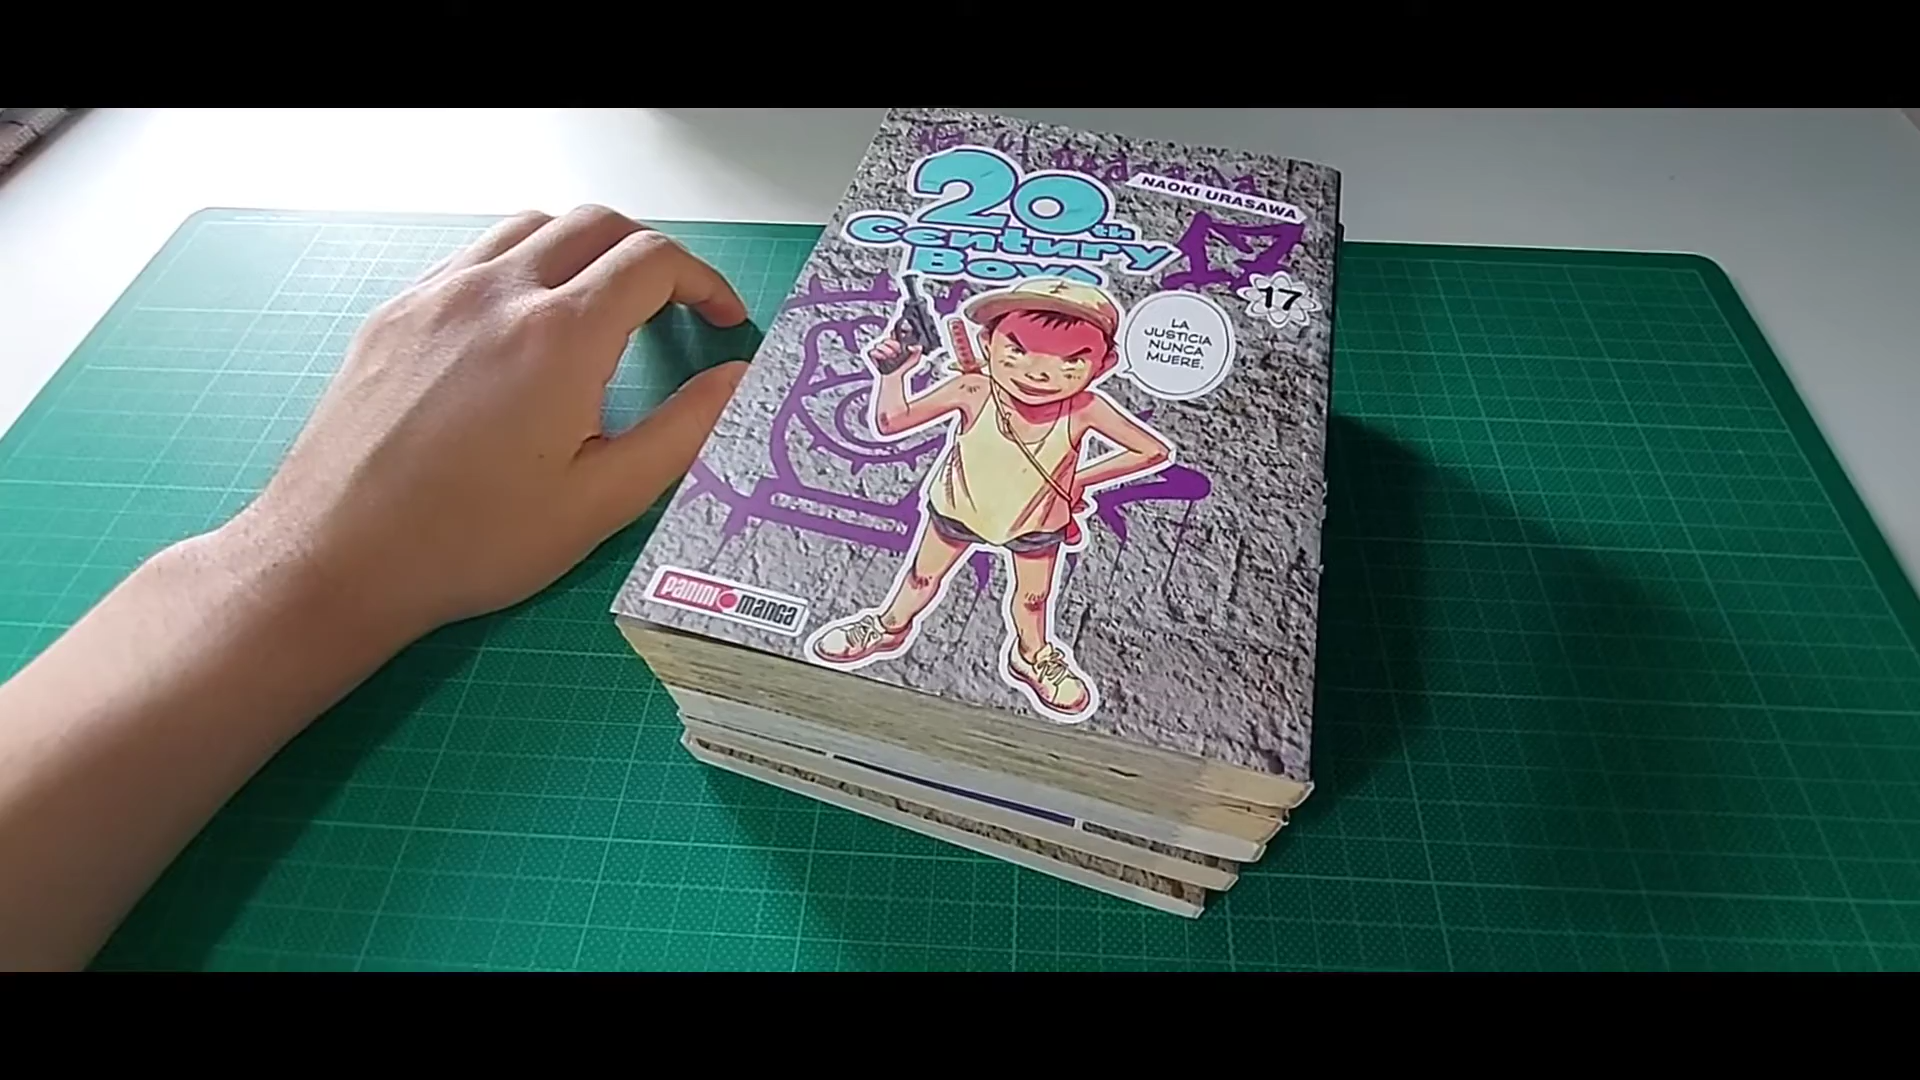 NAOKI URASAWA
20th
Century
Boys
17
LA
JUSTICIA
NUNCA
MUERE.
PANINI MANGA